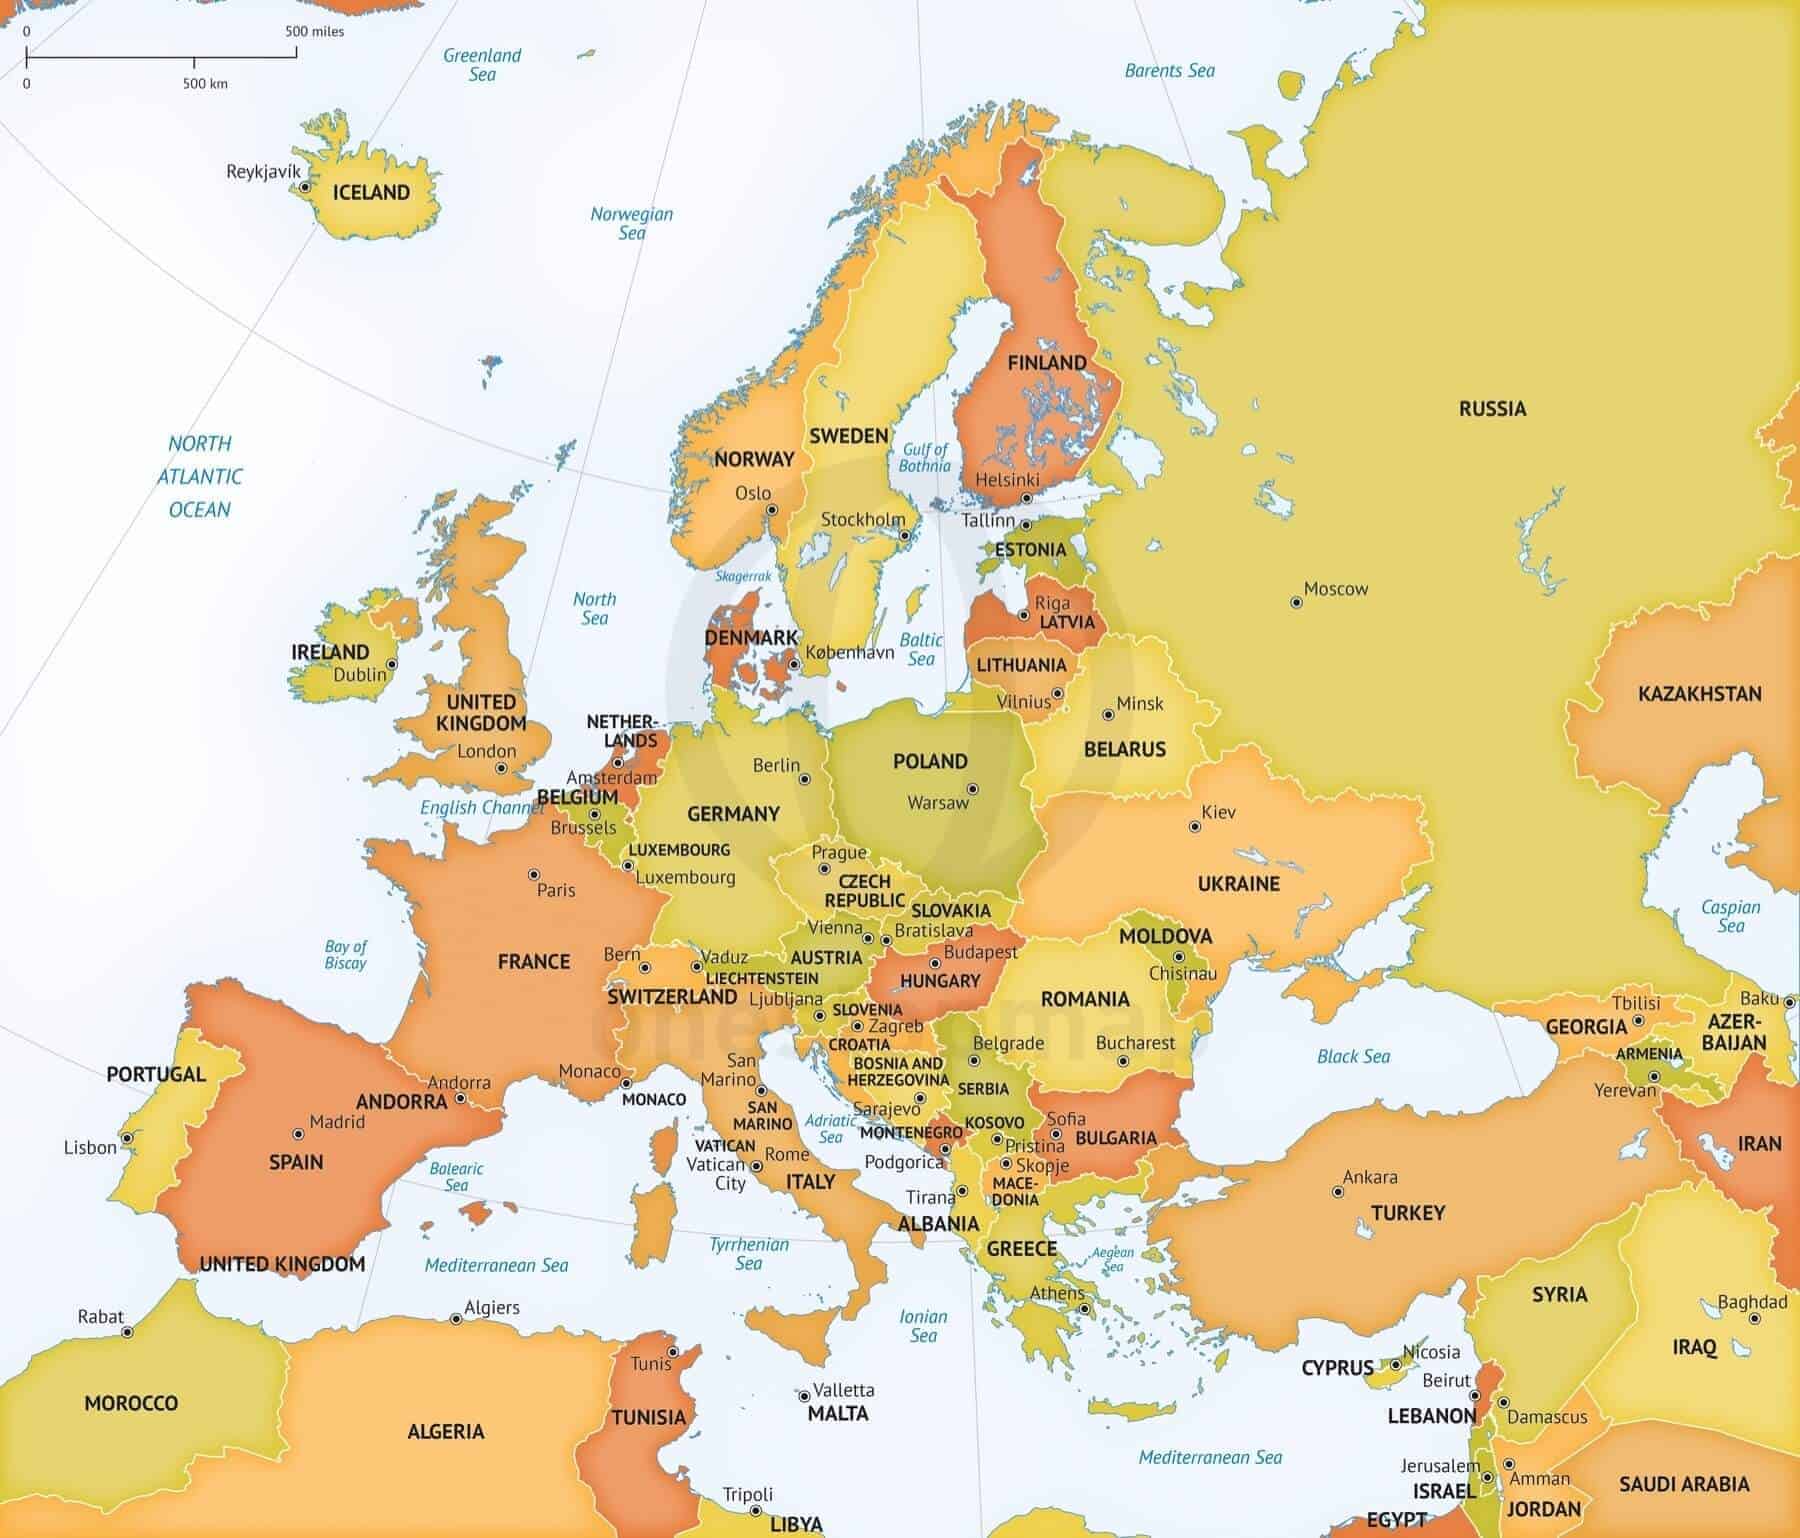 0
500 miles
0
500 km
Greenland
Sea
Barents Sea
Reykjavík
ICELAND
Norwegian
Sea
FINLAND
RUSSIA
NORTH
ATLANTIC
OCEAN
SWEDEN
NORWAY
Gulf of
Bothnia
Oslo
Helsinki
Stockholm
Tallinn
ESTONIA
Skagerrak
Moscow
North
Sea
Riga
LATVIA
DENMARK
København
Baltic
Sea
IRELAND
Dublin
LITHUANIA
Vilnius
Minsk
BELARUS
KAZAKHSTAN
UNITED
KINGDOM
London
NETHER-
LANDS
Amsterdam
Berlin
POLAND
Warsaw
English Channel
BELGIUM
Brussels
GERMANY
Kiev
UKRAINE
LUXEMBOURG
Luxembourg
Paris
Prague
CZECH
REPUBLIC
SLOVAKIA
Vienna
Bratislava
MOLDOVA
Chisinau
Caspian
Sea
Bay of
Biscay
FRANCE
Bern
Vaduz
LIECHTENSTEIN
SWITZERLAND
AUSTRIA
Budapest
HUNGARY
ROMANIA
Ljubljana
SLOVENIA
Zagreb
CROATIA
Tbilisi
GEORGIA
Baku
AZER-
BAIJAN
ARMENIA
Yerevan
Black Sea
Belgrade
Bucharest
BOSNIA AND
HERZEGOVINA
SERBIA
Sarajevo
San
Marino
SAN
MARINO
Monaco
MONACO
PORTUGAL
Andorra
ANDORRA
Madrid
SPAIN
Lisbon
Adriatic
Sea
MONTENEGRO
Podgorica
KOSOVO
Pristina
Sofia
BULGARIA
Skopje
MACE-
DONIA
VATICAN
Vatican
City
Rome
ITALY
Tirana
ALBANIA
IRAN
Ankara
TURKEY
Balearic
Sea
GREECE
Aegean
Sea
Athens
Tyrrhenian
Sea
UNITED KINGDOM
Mediterranean Sea
Ionian
Sea
SYRIA
Baghdad
IRAQ
Rabat
Algiers
Tunis
Nicosia
CYPRUS
Beirut
LEBANON
Damascus
Valletta
MALTA
MOROCCO
ALGERIA
TUNISIA
Mediterranean Sea
Jerusalem
ISRAEL
Amman
JORDAN
SAUDI ARABIA
Tripoli
LIBYA
EGYPT